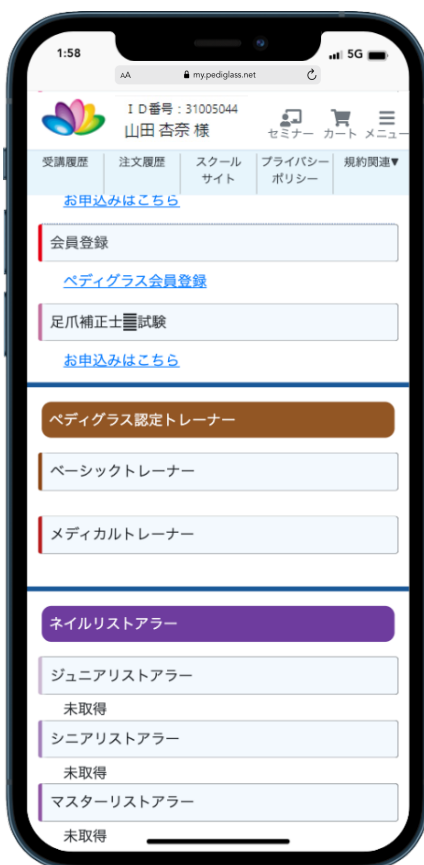 1:58
5G
AA
my.pediglass.net
ID番号：31005044
山田 杏奈 様
セミナー カート メニュー
受講履歴 注文履歴 スクールサイト プライバシーポリシー 規約関連▼
お申込みはこちら
会員登録
ペディグラス会員登録
足爪補正士 試験
お申込みはこちら
ペディグラス認定トレーナー
ベーシックトレーナー
メディカルトレーナー
ネイルリストアラー
ジュニアリストアラー
未取得
シニアリストアラー
未取得
マスターリストアラー
未取得